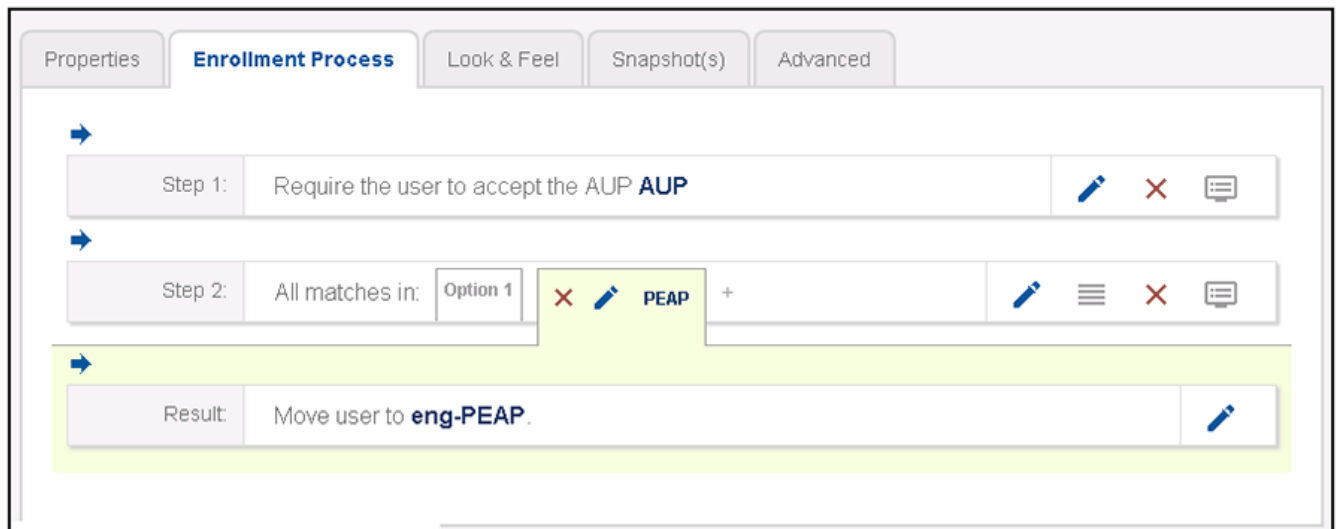 Properties Enrollment Process Look & Feel Snapshot(s) Advanced
Step 1: Require the user to accept the AUP AUP
Step 2: All matches in: Option 1 PEAP +
Result: Move user to eng-PEAP.